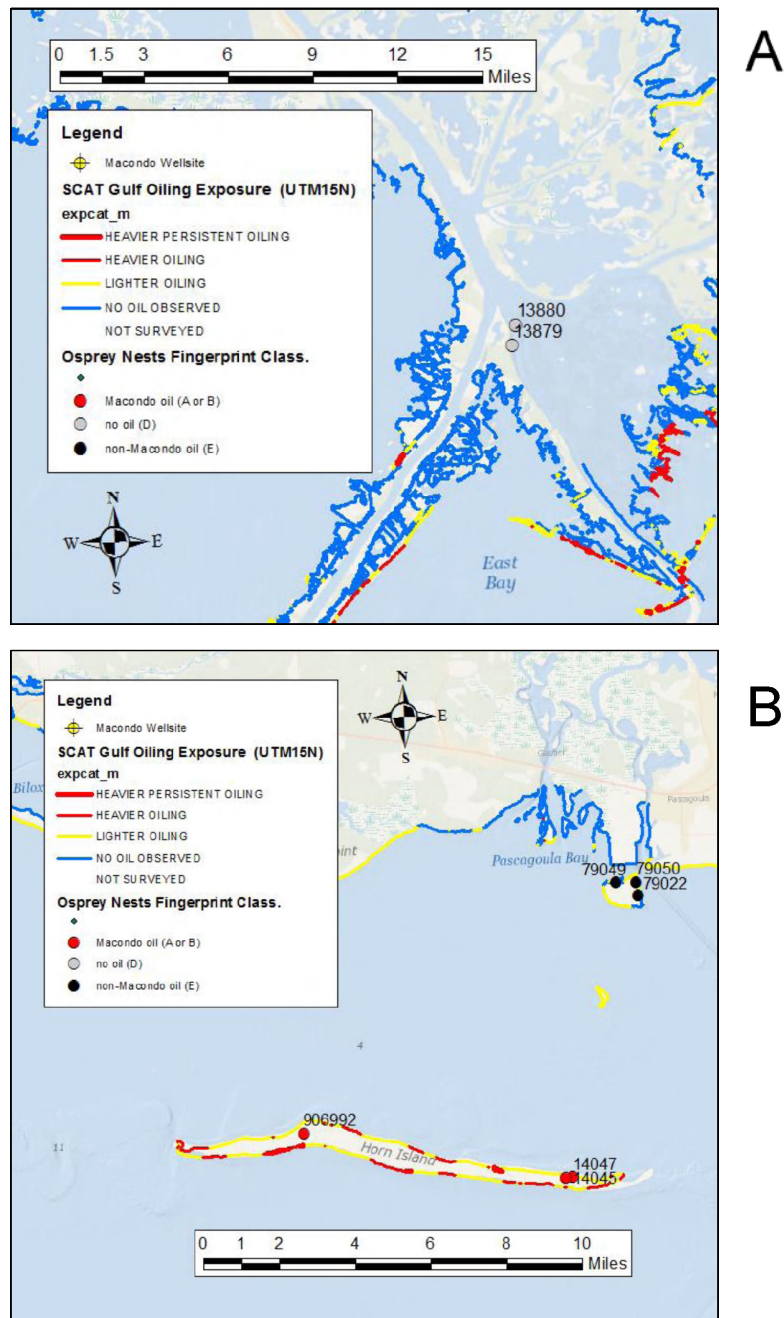 A
0 1.5 3 6 9 12 15
Miles
Legend
Macondo Wellsite
SCAT Gulf Oiling Exposure (UTM15N)
expcat_m
HEAVIER PERSISTENT OILING
HEAVIER OILING
LIGHTER OILING
NO OIL OBSERVED
NOT SURVEYED
Osprey Nests Fingerprint Class.
Macondo oil (A or B)
no oil (D)
non-Macondo oil (E)
13880
13879
N
W E
S
East
Bay
B
Legend
Macondo Wellsite
SCAT Gulf Oiling Exposure (UTM15N)
expcat_m
HEAVIER PERSISTENT OILING
HEAVIER OILING
LIGHTER OILING
NO OIL OBSERVED
NOT SURVEYED
Osprey Nests Fingerprint Class.
Macondo oil (A or B)
no oil (D)
non-Macondo oil (E)
N
W E
S
Bilox
Pascagoula
oint
Pascagoula Bay
79049 79050
79022
4
11
906992
Horn Island
14047
14045
0 1 2 4 6 8 10
Miles